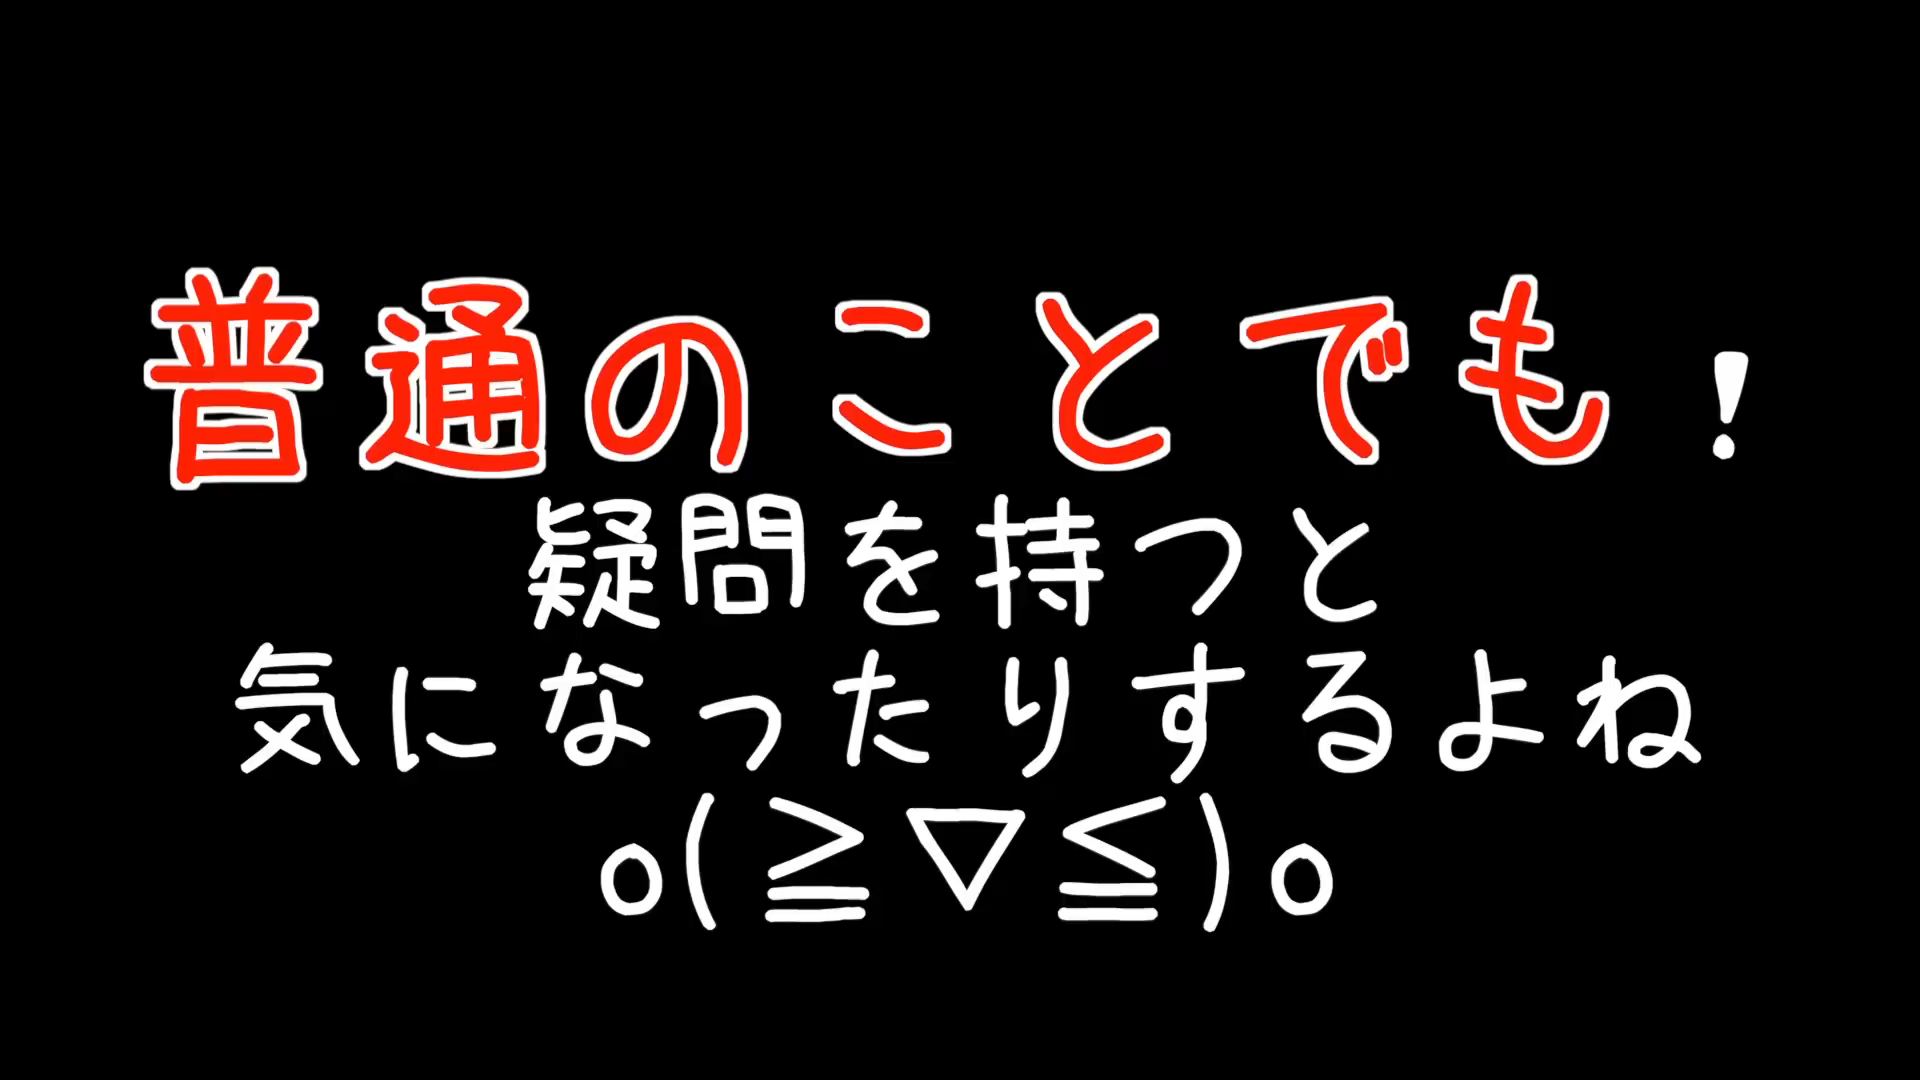 普通のことでも！
疑問を持つと
気になったりするよね
o(≧▽≦)o